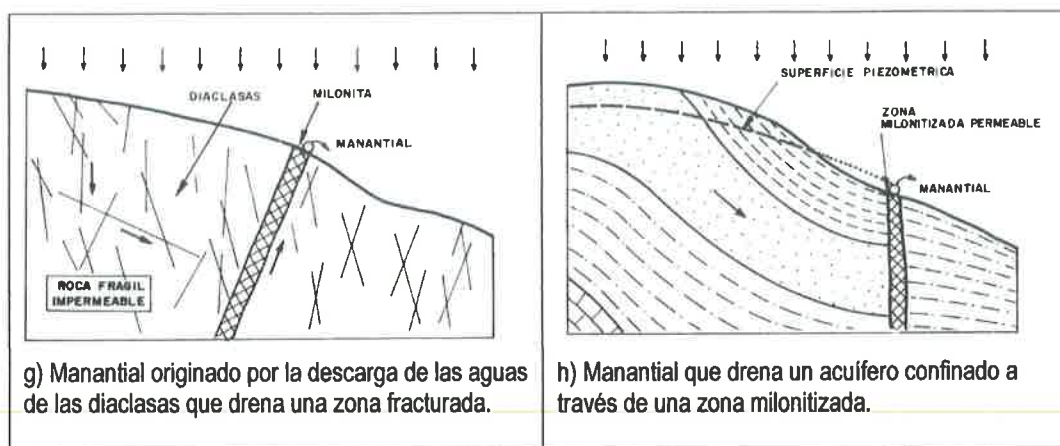 DIACLASAS
MILONITA
MANANTIAL
ROCA FRAGIL
IMPERMEABLE
g) Manantial originado por la descarga de las aguas
de las diaclasas que drena una zona fracturada.
SUPERFICIE PIEZOMETRICA
ZONA
MILONITIZADA PERMEABLE
MANANTIAL
h) Manantial que drena un acuífero confinado a
través de una zona milonitizada.